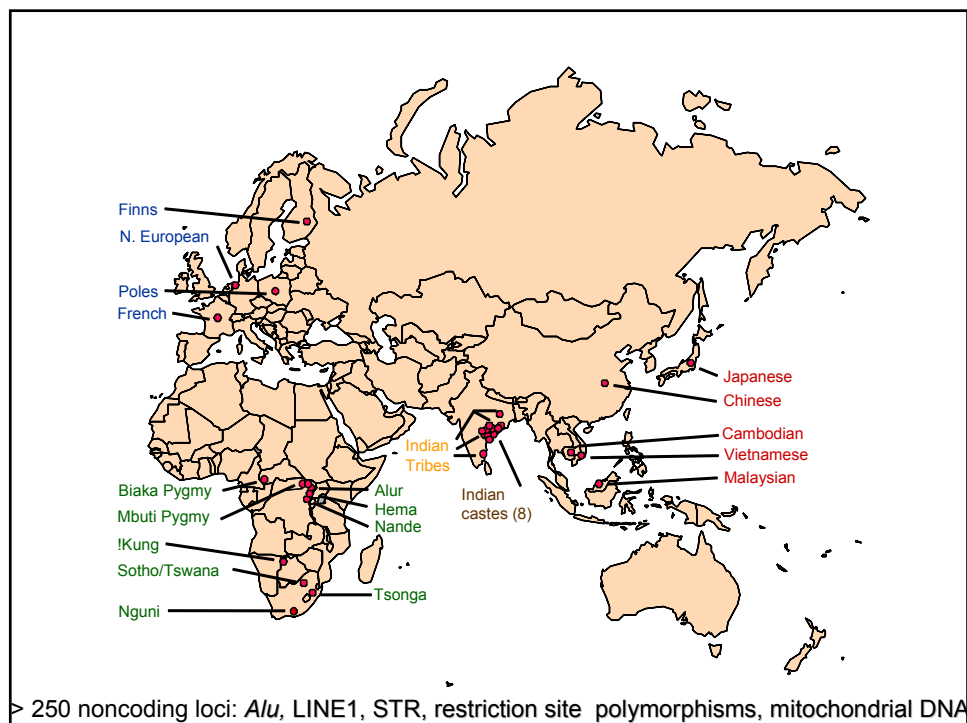 Finns
N. European
Poles
French
Japanese
Chinese
Cambodian
Vietnamese
Malaysian
Indian
Tribes
Indian
castes (8)
Biaka Pygmy
Mbuti Pygmy
Alur
Hema
Nande
!Kung
Sotho/Tswana
Tsonga
Nguni
> 250 noncoding loci: Alu, LINE1, STR, restriction site polymorphisms, mitochondrial DNA